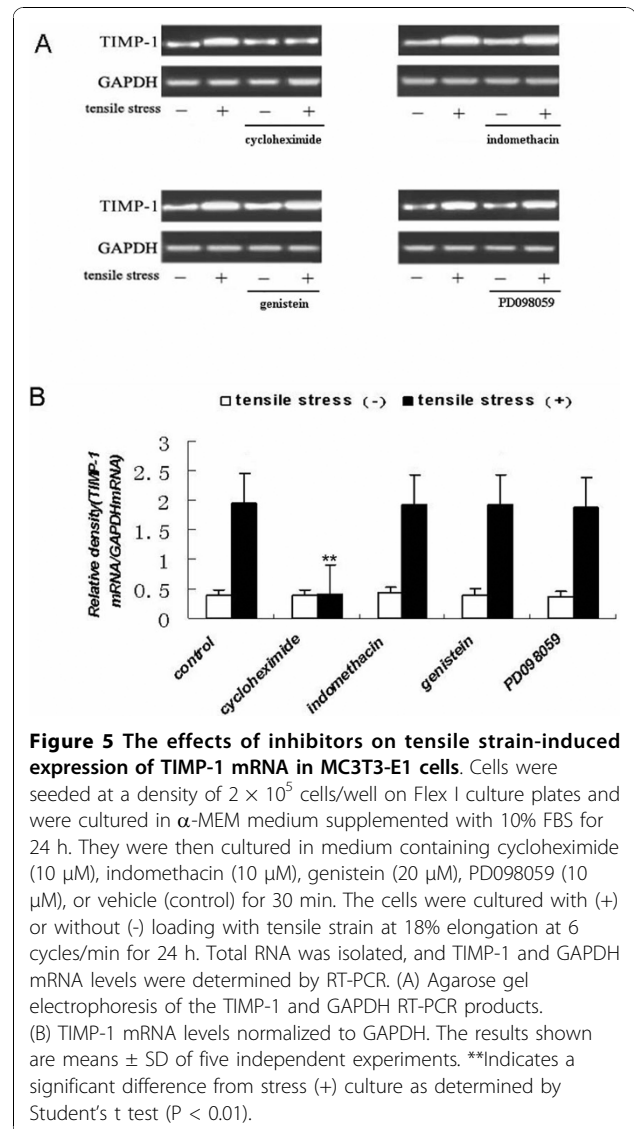 A
TIMP-1
GAPDH
tensile stress − + − +
cycloheximide
− + − +
indomethacin
TIMP-1
GAPDH
tensile stress − + − +
genistein
− + − +
PD098059
B
tensile stress (-) tensile stress (+)
Relative density(TIMP-1
mRNA/GAPDHmRNA)
3
2.5
2
1.5
1
0.5
0
**
control
cycloheximide
indomethacin
genistein
PD098059
Figure 5 The effects of inhibitors on tensile strain-induced
expression of TIMP-1 mRNA in MC3T3-E1 cells. Cells were
seeded at a density of 2 × 10⁵ cells/well on Flex I culture plates and
were cultured in α-MEM medium supplemented with 10% FBS for
24 h. They were then cultured in medium containing cycloheximide
(10 μM), indomethacin (10 μM), genistein (20 μM), PD098059 (10
μM), or vehicle (control) for 30 min. The cells were cultured with (+)
or without (-) loading with tensile strain at 18% elongation at 6
cycles/min for 24 h. Total RNA was isolated, and TIMP-1 and GAPDH
mRNA levels were determined by RT-PCR. (A) Agarose gel
electrophoresis of the TIMP-1 and GAPDH RT-PCR products.
(B) TIMP-1 mRNA levels normalized to GAPDH. The results shown
are means ± SD of five independent experiments. **Indicates a
significant difference from stress (+) culture as determined by
Student's t test (P < 0.01).